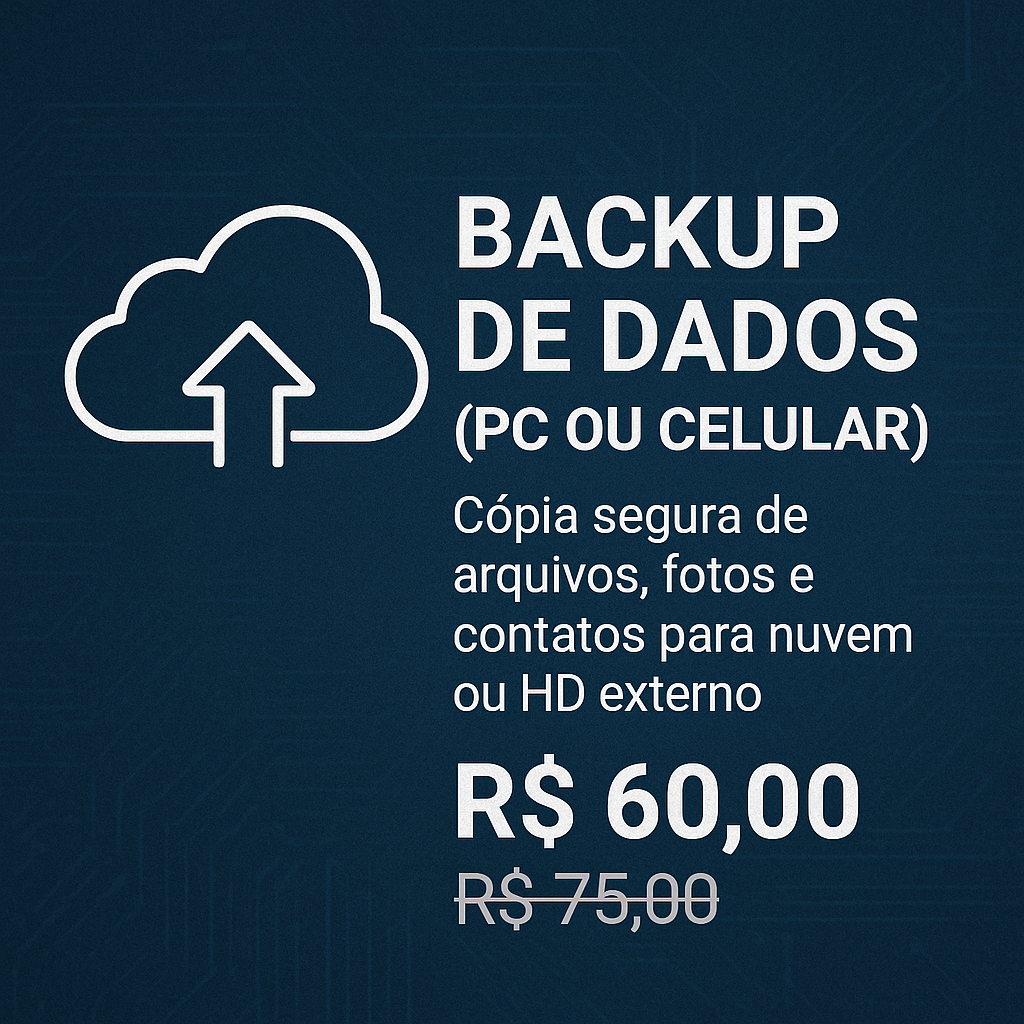 BACKUP
DE DADOS
(PC OU CELULAR)
Cópia segura de
arquivos, fotos e
contatos para nuvem
ou HD externo
R$ 60,00
R$ 75,00